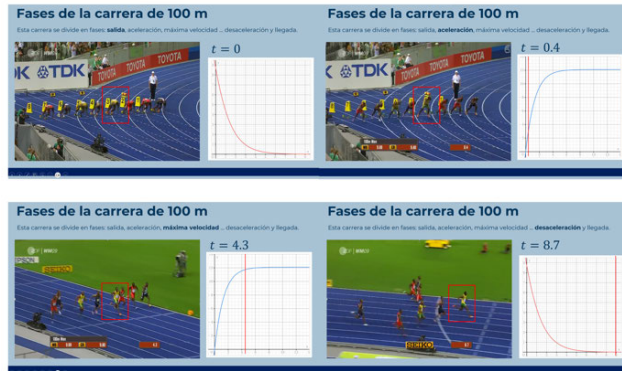 Fases de la carrera de 100 m
Esta carrera se divide en fases: salida, aceleración, máxima velocidad ... desaceleración y llegada.
t = 0
TDK
TOYOTA TOYOTA
TOYOTA
Fases de la carrera de 100 m
Esta carrera se divide en fases: salida, aceleración, máxima velocidad ... desaceleración y llegada.
t = 0.4
TDK
TOYOTA TOYOTA
TOYOTA
Fases de la carrera de 100 m
Esta carrera se divide en fases: salida, aceleración, máxima velocidad ... desaceleración y llegada.
t = 4.3
EPSON
SEIKO
Fases de la carrera de 100 m
Esta carrera se divide en fases: salida, aceleración, máxima velocidad ... desaceleración y llegada.
t = 8.7
SEIKO